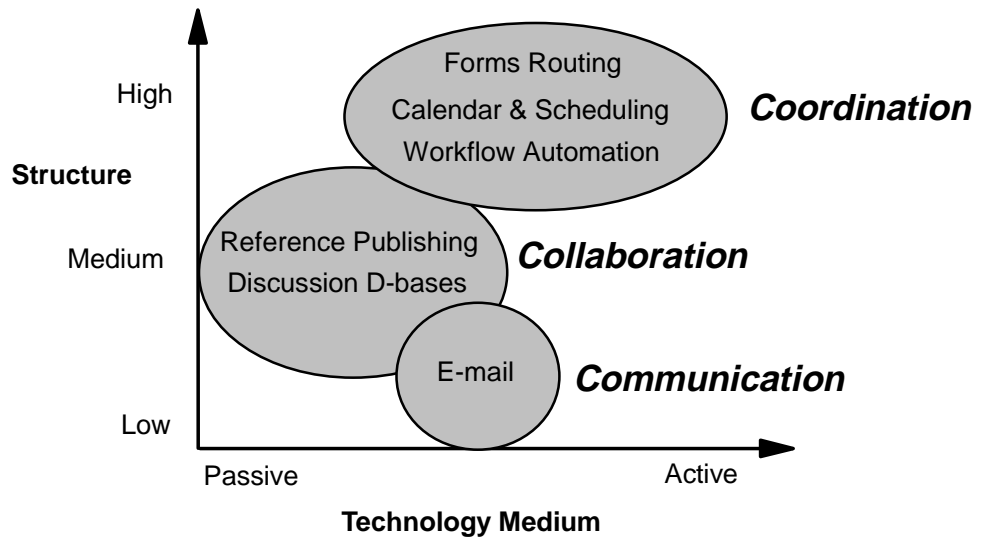 Forms Routing
High
Calendar & Scheduling
Coordination
Workflow Automation
Structure
Reference Publishing
Medium
Collaboration
Discussion D-bases
E-mail
Communication
Low
Passive
Active
Technology Medium